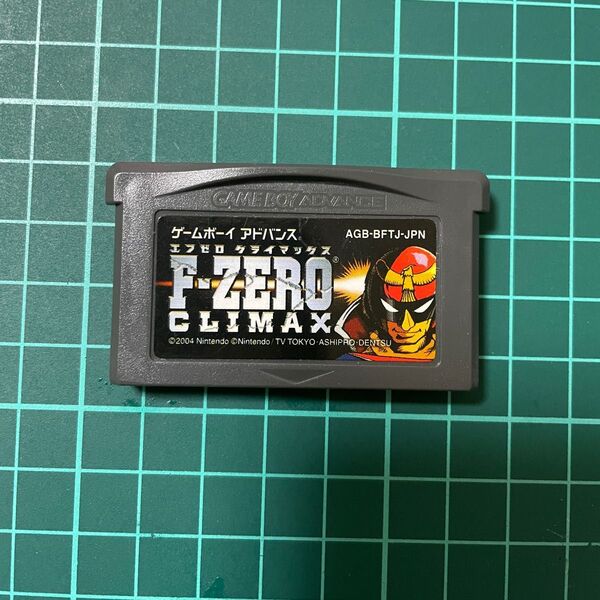 GAME BOY ADVANCE
ゲームボーイ アドバンス AGB-BFTJ-JPN
エフゼロ クライマックス
F-ZERO®
CLIMAX
©2004 Nintendo ©Nintendo / TV TOKYO·ASHIPRO·DENTSU